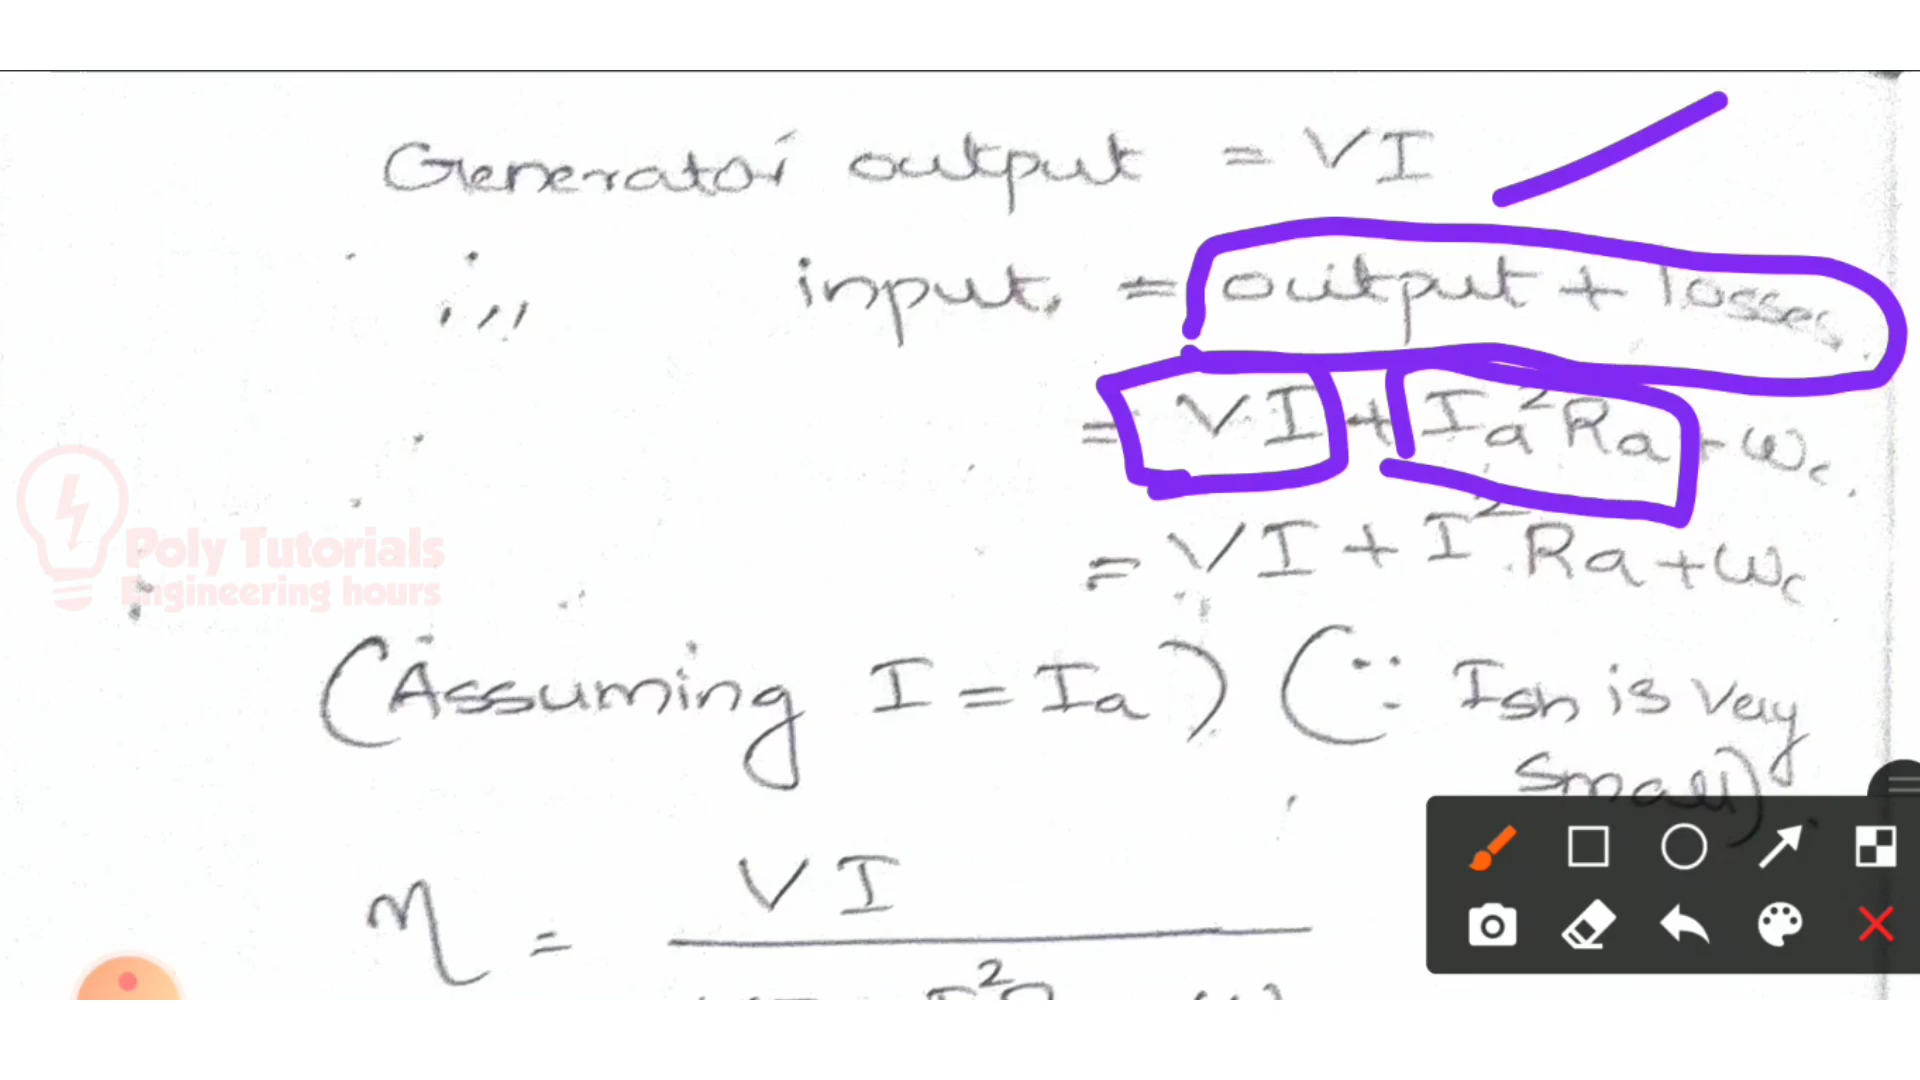 Generator output = VI
,,, input = output + losses
= VI + Ia²Ra + Wc
= VI + I²Ra + Wc
(Assuming I = Ia) (∵ Ish is very
small)
η = VI
Poly Tutorials
Engineering hours